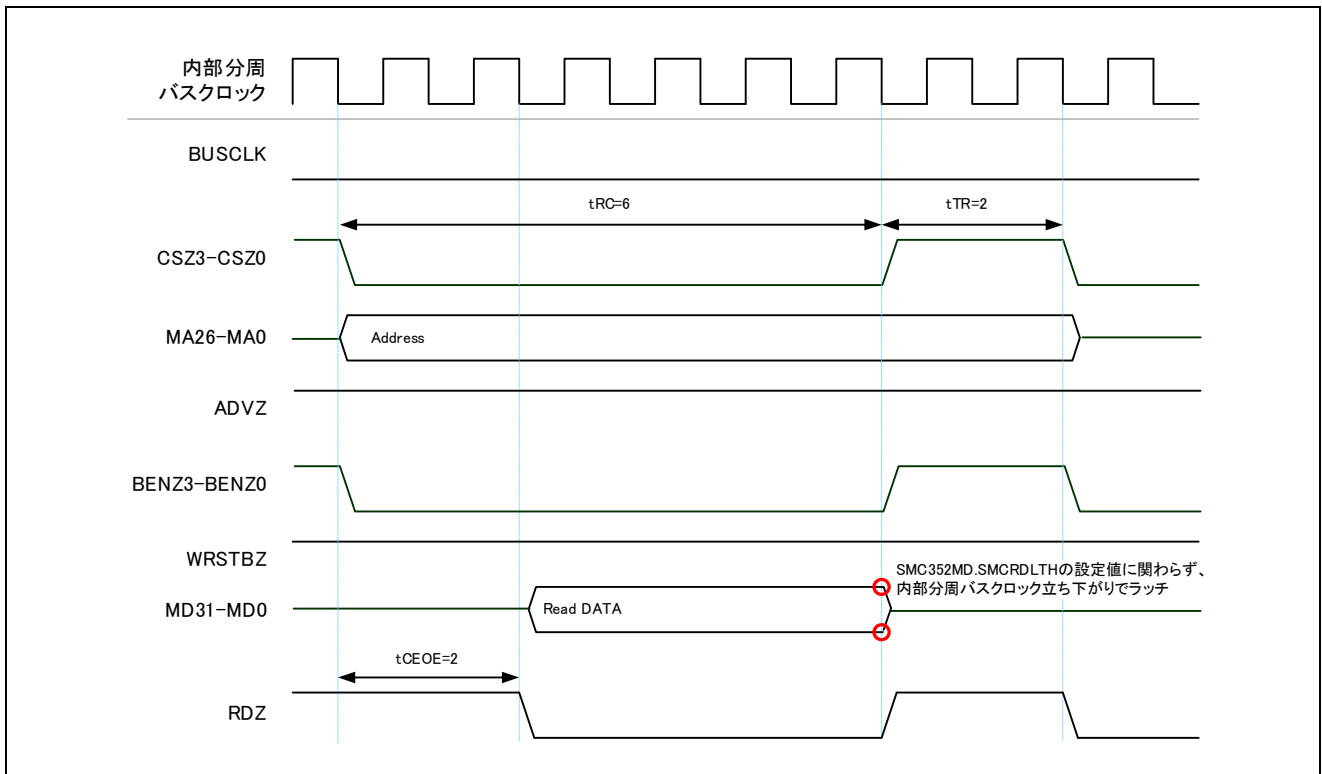 内部分周
バスクロック
BUSCLK
tRC=6
tTR=2
CSZ3-CSZ0
MA26-MA0
Address
ADVZ
BENZ3-BENZ0
WRSTBZ
SMC352MD.SMCRDLTHの設定値に関わらず、
内部分周バスクロック立ち下がりでラッチ
MD31-MD0
Read DATA
tCEOE=2
RDZ